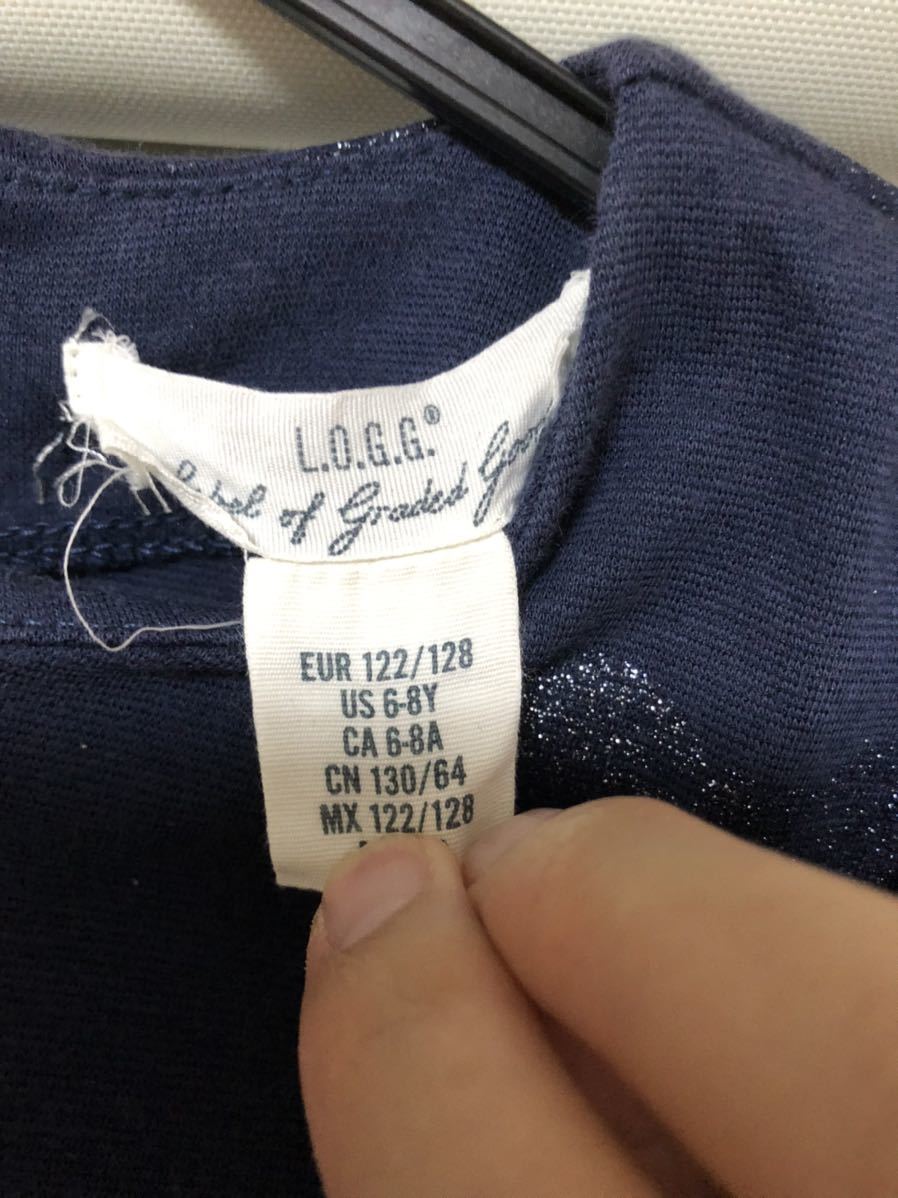 L.O.G.G.®
of Graded
EUR 122/128
US 6-8Y
CA 6-8A
CN 130/64
MX 122/128